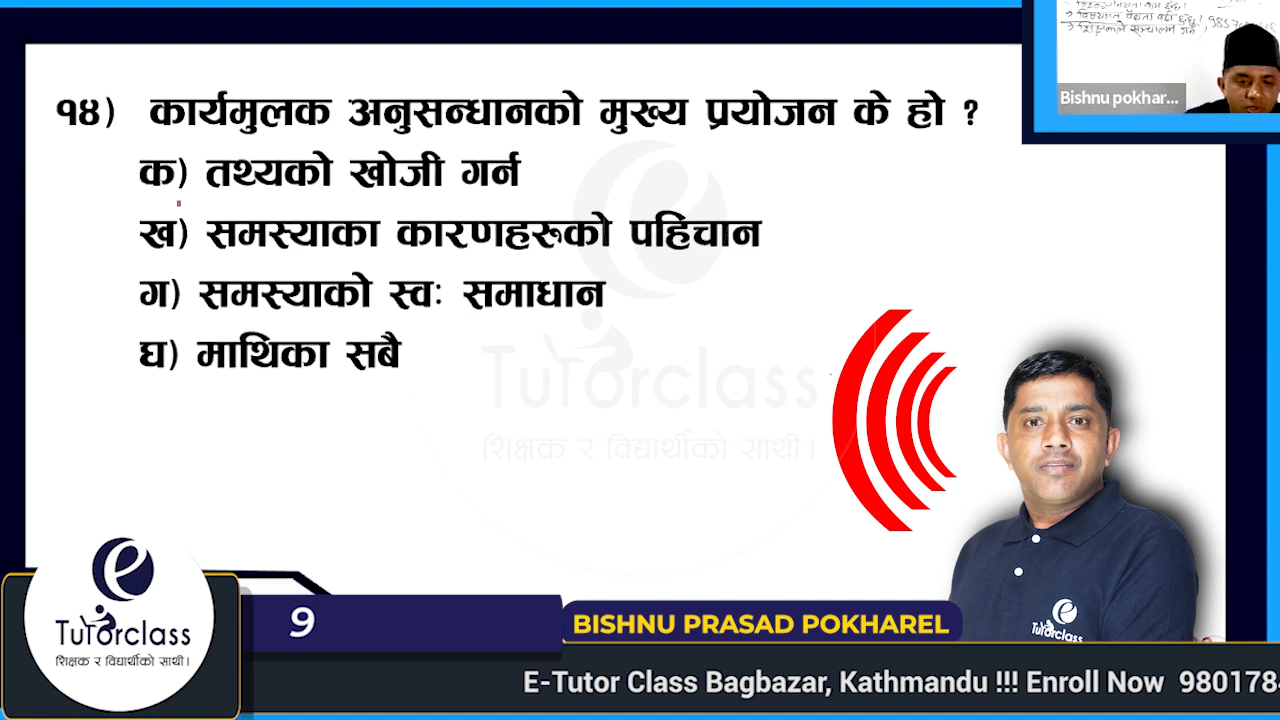 १४) कार्यमुलक अनुसन्धानको मुख्य प्रयोजन के हो ?
क) तथ्यको खोजी गर्न
ख) समस्याका कारणहरुको पहिचान
ग) समस्याको स्वः समाधान
घ) माथिका सबै
Bishnu pokhar...
Tutorclass
शिक्षक र विद्यार्थीको साथी।
Tutorclass
Tutorclass
शिक्षक र विद्यार्थीको साथी।
9
BISHNU PRASAD POKHAREL
E-Tutor Class Bagbazar, Kathmandu !!! Enroll Now 980178